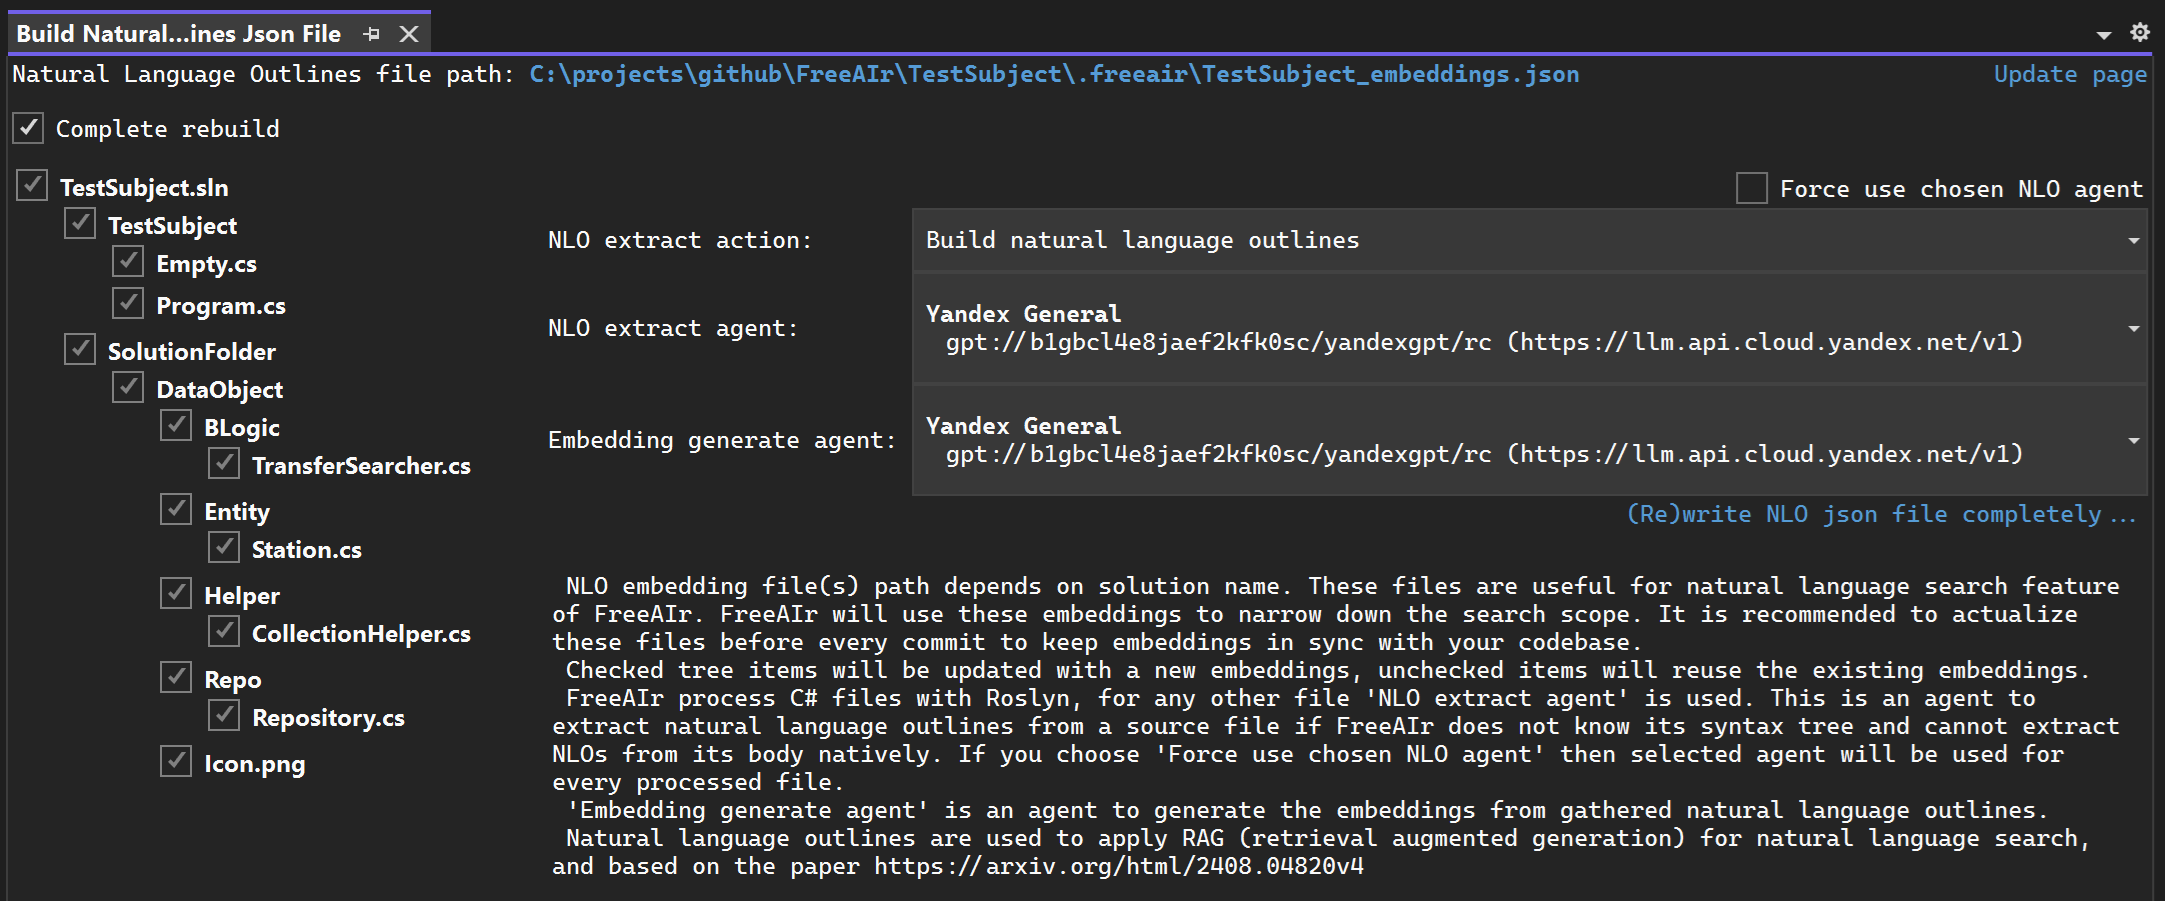 Build Natural...ines Json File
Natural Language Outlines file path: C:\projects\github\FreeAIr\TestSubject\.freeair\TestSubject_embeddings.json
Update page
Complete rebuild
TestSubject.sln
TestSubject
Empty.cs
Program.cs
SolutionFolder
DataObject
BLogic
TransferSearcher.cs
Entity
Station.cs
Helper
CollectionHelper.cs
Repo
Repository.cs
Icon.png
Force use chosen NLO agent
NLO extract action:
Build natural language outlines
NLO extract agent:
Yandex General
gpt://b1gbcl4e8jaef2kfk0sc/yandexgpt/rc (https://llm.api.cloud.yandex.net/v1)
Embedding generate agent:
Yandex General
gpt://b1gbcl4e8jaef2kfk0sc/yandexgpt/rc (https://llm.api.cloud.yandex.net/v1)
(Re)write NLO json file completely...
NLO embedding file(s) path depends on solution name. These files are useful for natural language search feature
of FreeAIr. FreeAIr will use these embeddings to narrow down the search scope. It is recommended to actualize
these files before every commit to keep embeddings in sync with your codebase.
Checked tree items will be updated with a new embeddings, unchecked items will reuse the existing embeddings.
FreeAIr process C# files with Roslyn, for any other file 'NLO extract agent' is used. This is an agent to
extract natural language outlines from a source file if FreeAIr does not know its syntax tree and cannot extract
NLOs from its body natively. If you choose 'Force use chosen NLO agent' then selected agent will be used for
every processed file.
'Embedding generate agent' is an agent to generate the embeddings from gathered natural language outlines.
Natural language outlines are used to apply RAG (retrieval augmented generation) for natural language search,
and based on the paper https://arxiv.org/html/2408.04820v4